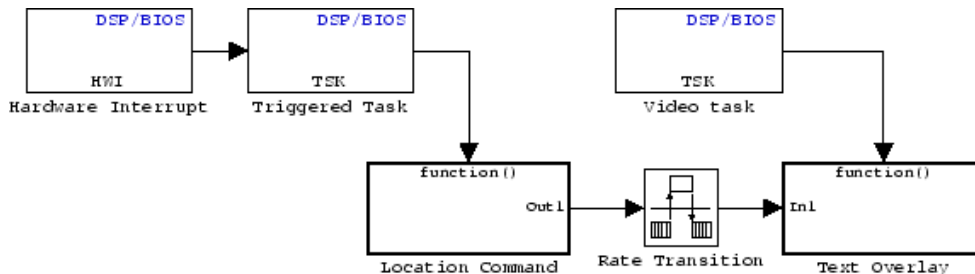 DSP/BIOS
HWI
Hardware Interrupt
DSP/BIOS
TSK
Triggered Task
DSP/BIOS
TSK
Video task
function()
Out1
Location Command
Rate Transition
function()
In1
Text Overlay